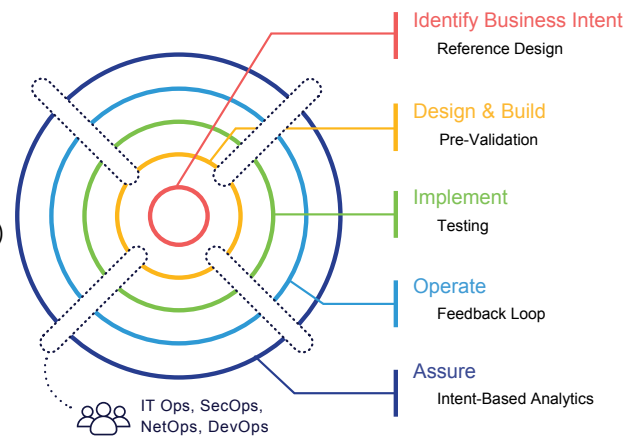 Identify Business Intent
Reference Design
Design & Build
Pre-Validation
Implement
Testing
)
Operate
Feedback Loop
Assure
Intent-Based Analytics
IT Ops, SecOps,
NetOps, DevOps